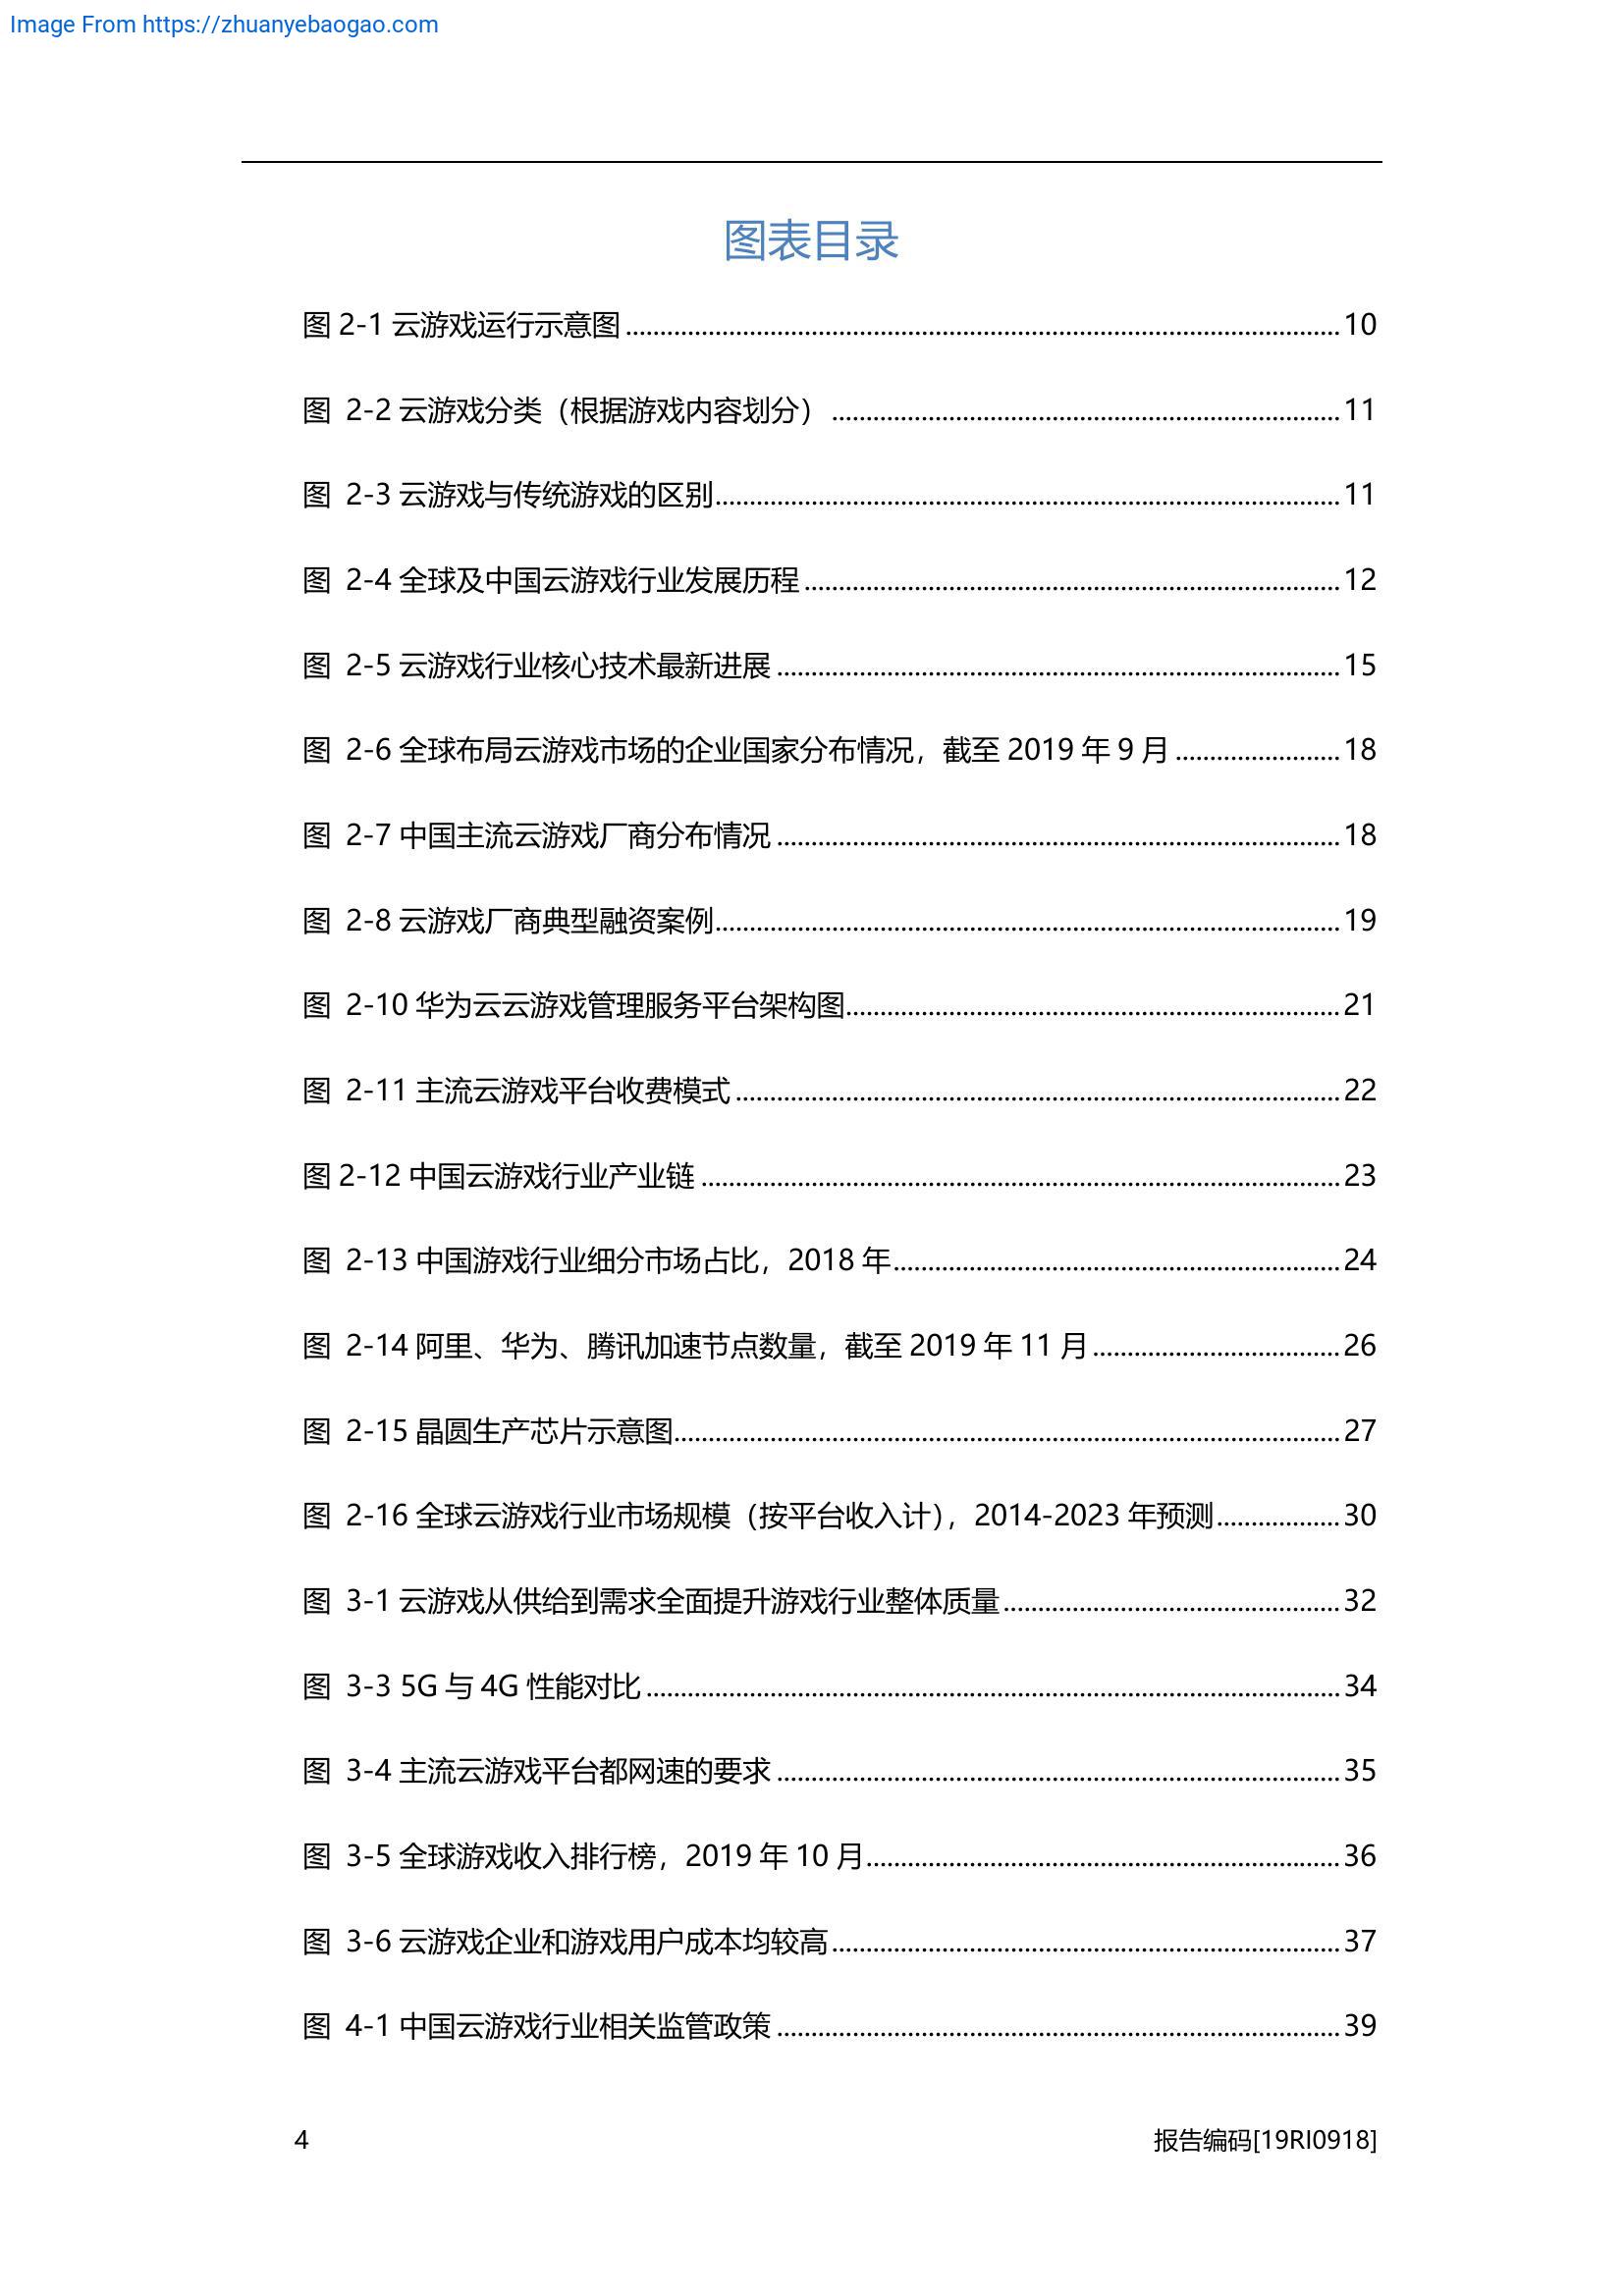 Image From https://zhuanyebaogao.com
图表目录
图 2-1 云游戏运行示意图........10
图 2-2 云游戏分类（根据游戏内容划分）........11
图 2-3 云游戏与传统游戏的区别........11
图 2-4 全球及中国云游戏行业发展历程........12
图 2-5 云游戏行业核心技术最新进展........15
图 2-6 全球布局云游戏市场的企业国家分布情况，截至 2019 年 9 月........18
图 2-7 中国主流云游戏厂商分布情况........18
图 2-8 云游戏厂商典型融资案例........19
图 2-10 华为云云游戏管理服务平台架构图........21
图 2-11 主流云游戏平台收费模式........22
图 2-12 中国云游戏行业产业链........23
图 2-13 中国游戏行业细分市场占比，2018 年........24
图 2-14 阿里、华为、腾讯加速节点数量，截至 2019 年 11 月........26
图 2-15 晶圆生产芯片示意图........27
图 2-16 全球云游戏行业市场规模（按平台收入计），2014-2023 年预测........30
图 3-1 云游戏从供给到需求全面提升游戏行业整体质量........32
图 3-3 5G 与 4G 性能对比........34
图 3-4 主流云游戏平台都网速的要求........35
图 3-5 全球游戏收入排行榜，2019 年 10 月........36
图 3-6 云游戏企业和游戏用户成本均较高........37
图 4-1 中国云游戏行业相关监管政策........39
4 报告编码[19RI0918]